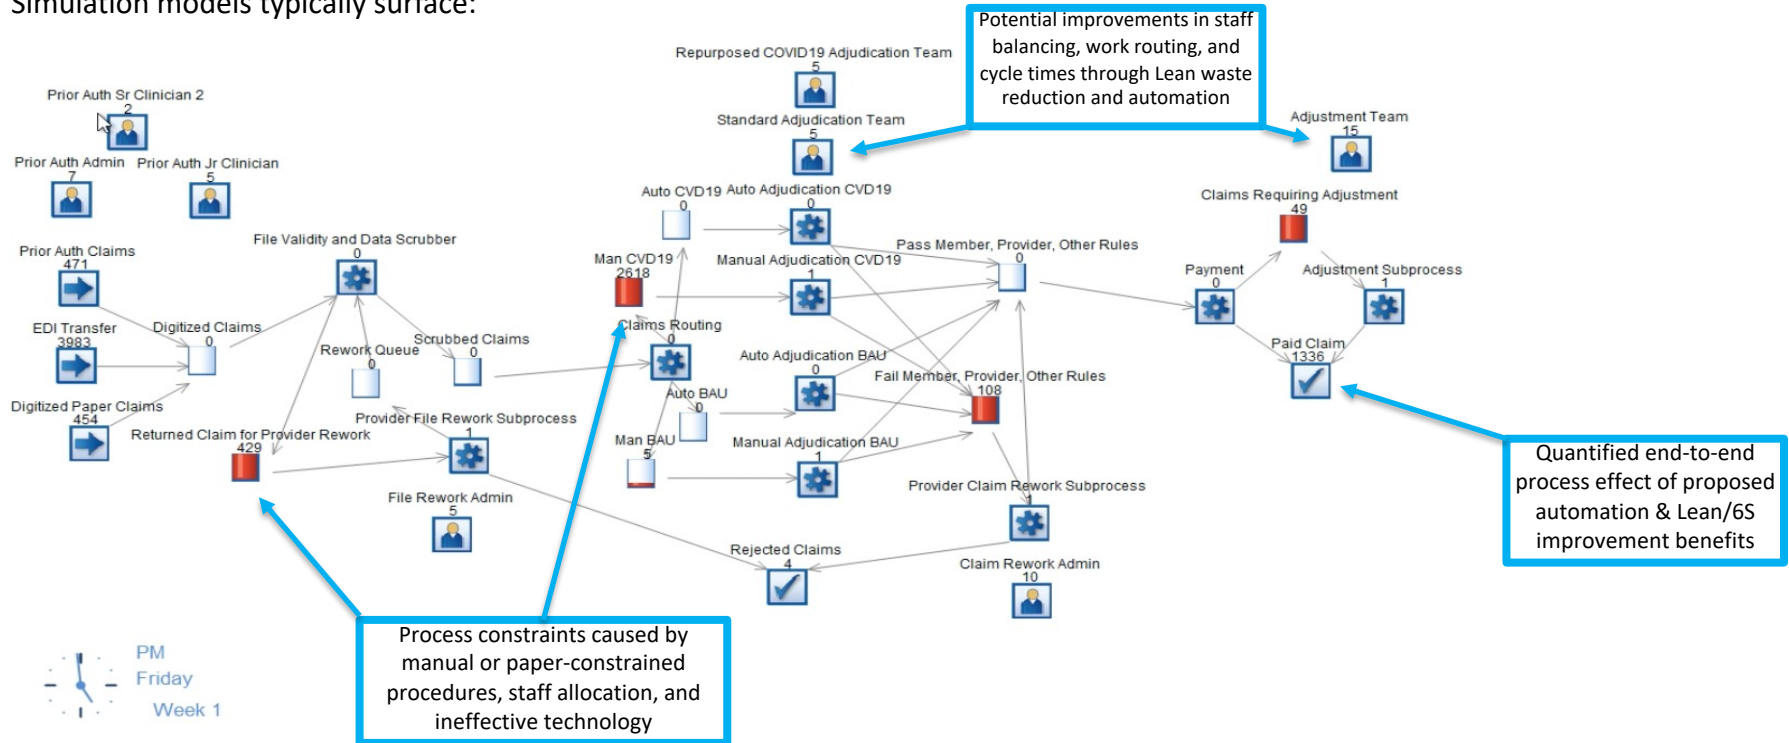 Simulation models typically surface:
Potential improvements in staff
balancing, work routing, and
cycle times through Lean waste
reduction and automation
Repurposed COVID19 Adjudication Team
5
Prior Auth Sr Clinician 2
2
Standard Adjudication Team
5
Adjustment Team
15
Prior Auth Admin
7
Prior Auth Jr Clinician
5
Auto CVD19
0
Auto Adjudication CVD19
0
Claims Requiring Adjustment
49
File Validity and Data Scrubber
0
Prior Auth Claims
471
Man CVD19
2618
Manual Adjudication CVD19
1
Pass Member, Provider, Other Rules
0
Payment
0
Adjustment Subprocess
1
EDI Transfer
3983
Digitized Claims
0
Rework Queue
0
Scrubbed Claims
0
Claims Routing
0
Auto Adjudication BAU
0
Fail Member, Provider, Other Rules
108
Paid Claim
1336
Digitized Paper Claims
454
Auto BAU
0
Returned Claim for Provider Rework
429
Provider File Rework Subprocess
1
Man BAU
5
Manual Adjudication BAU
1
Provider Claim Rework Subprocess
1
File Rework Admin
5
Rejected Claims
4
Claim Rework Admin
10
Quantified end-to-end
process effect of proposed
automation & Lean/6S
improvement benefits
Process constraints caused by
manual or paper-constrained
procedures, staff allocation, and
ineffective technology
PM
Friday
Week 1